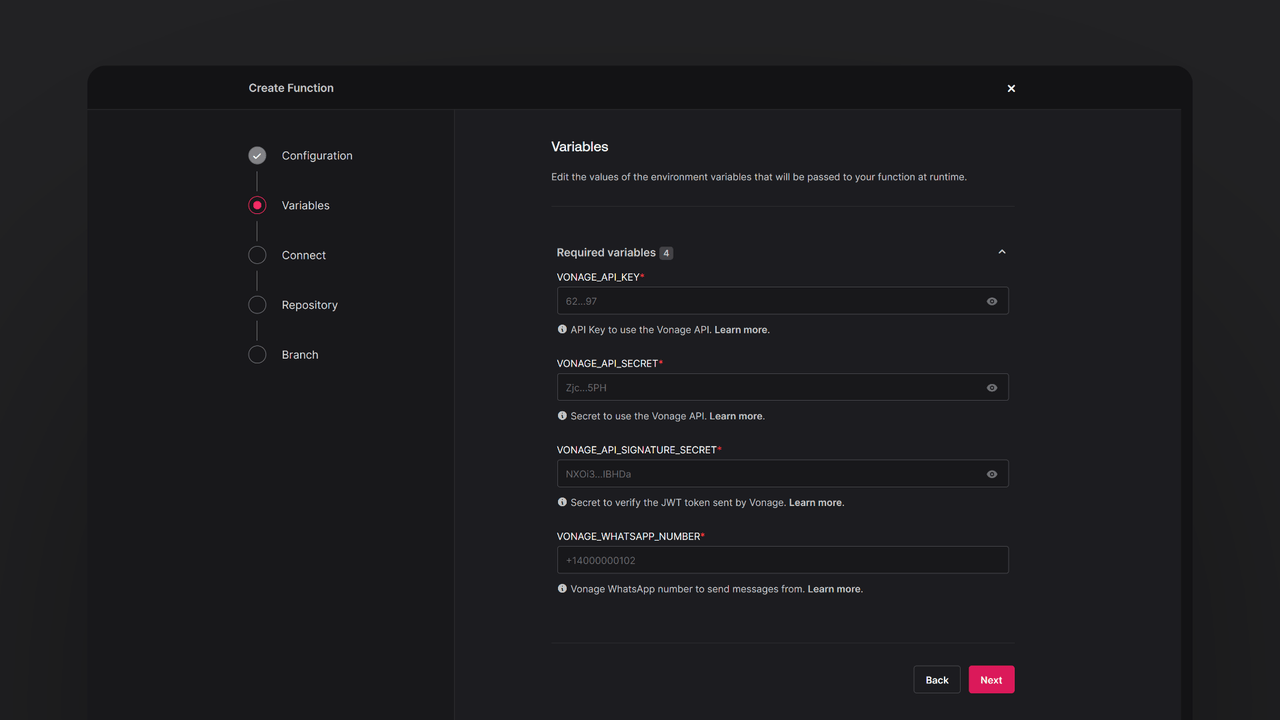 Create Function
Configuration
Variables
Connect
Repository
Branch
Variables
Edit the values of the environment variables that will be passed to your function at runtime.
Required variables 4
VONAGE_API_KEY*
62...97
API Key to use the Vonage API. Learn more.
VONAGE_API_SECRET*
Zjc...5PH
Secret to use the Vonage API. Learn more.
VONAGE_API_SIGNATURE_SECRET*
NXOi3...IBHDa
Secret to verify the JWT token sent by Vonage. Learn more.
VONAGE_WHATSAPP_NUMBER*
+14000000102
Vonage WhatsApp number to send messages from. Learn more.
Back
Next